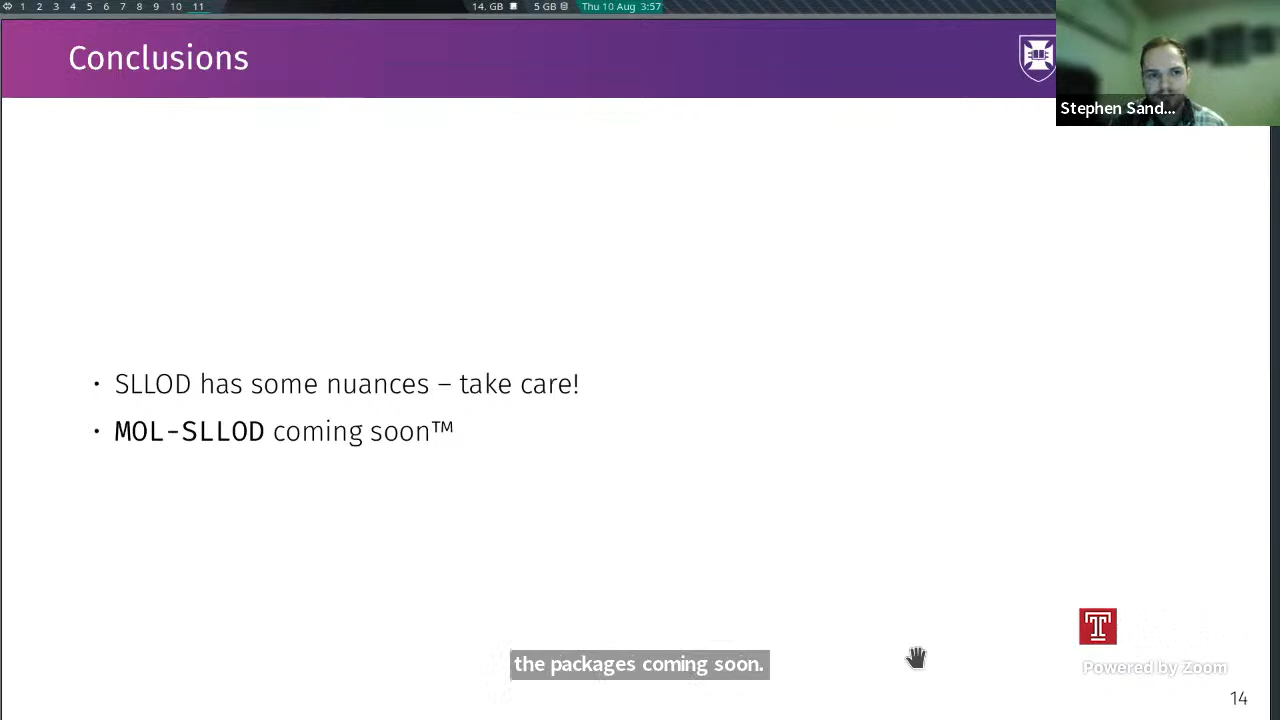 1 2 3 4 5 6 7 8 9 10 11 14. GB 5 GB Thu 10 Aug 3:57
Conclusions
Stephen Sand...
• SLLOD has some nuances – take care!
• MOL-SLLOD coming soon™
the packages coming soon.
Powered by Zoom
14